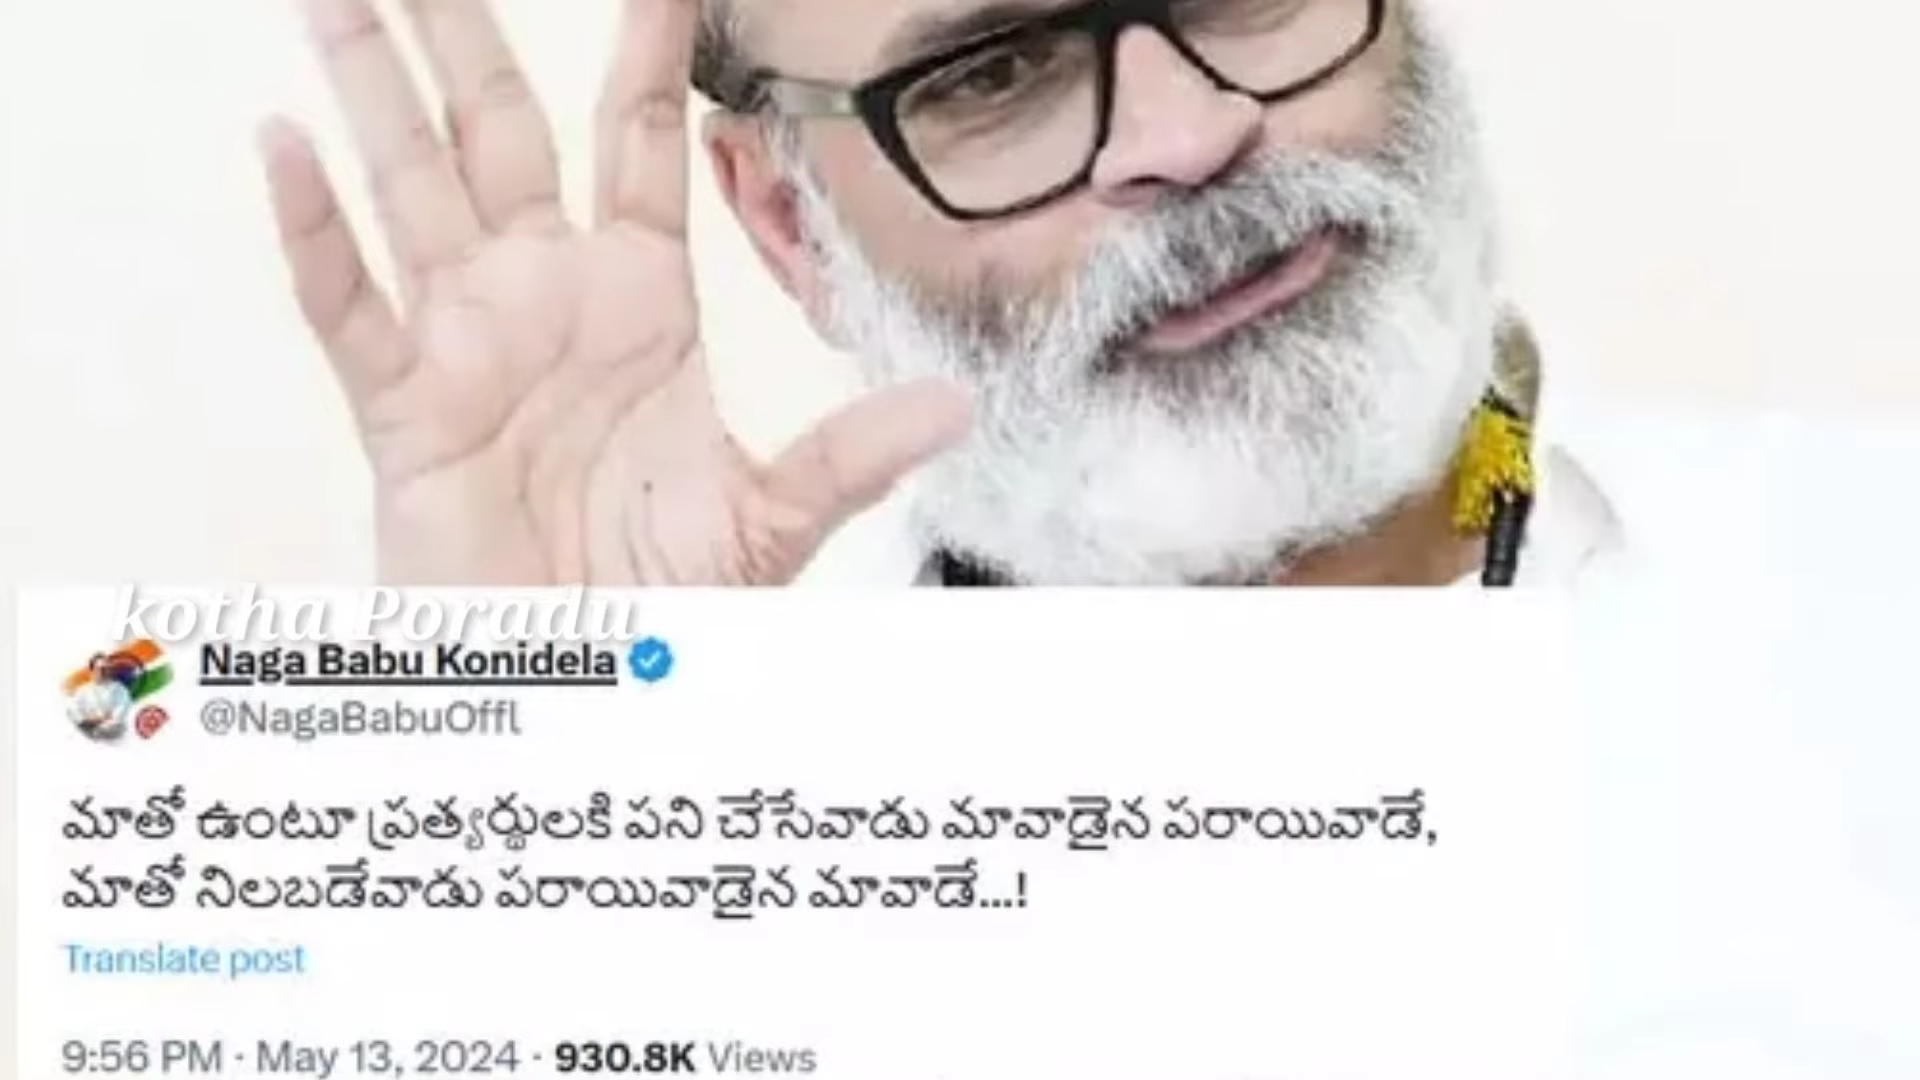 kotha Poradu
Naga Babu Konidela
@NagaBabuOffl
మాతో ఉంటూ ప్రత్యర్థులకి పని చేసేవాడు మావాడైన పరాయివాడే,
మాతో నిలబడేవాడు పరాయివాడైన మావాడే...!
Translate post
9:56 PM · May 13, 2024 · 930.8K Views